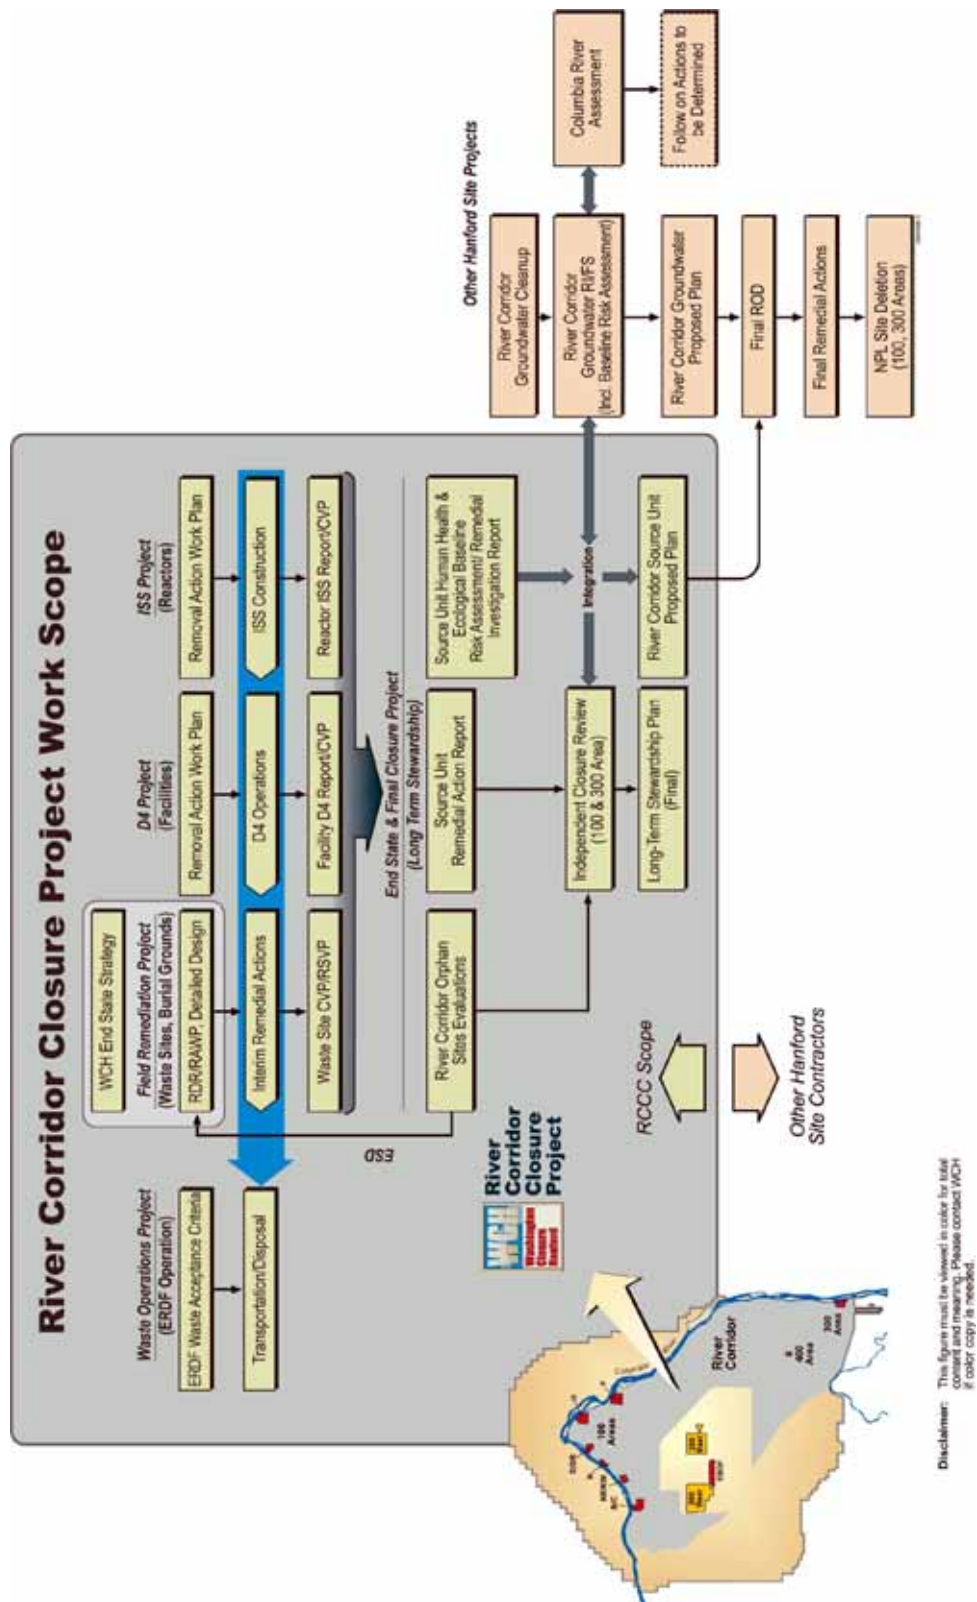 River Corridor Closure Project Work Scope
Waste Operations Project
(ERDF Operation)
ERDF Waste Acceptance Criteria
Transportation/Disposal
WCH End State Strategy
Field Remediation Project
(Waste Sites, Burial Grounds)
RDR/RAWP, Detailed Design
Interim Remedial Actions
Waste Site CVP/RSVP
D4 Project
(Facilities)
Removal Action Work Plan
D4 Operations
Facility D4 Report/CVP
ISS Project
(Reactors)
Removal Action Work Plan
ISS Construction
Reactor ISS Report/CVP
ESD
End State & Final Closure Project
(Long Term Stewardship)
River Corridor Orphan
Sites Evaluations
Source Unit
Remedial Action Report
Source Unit Human Health &
Ecological Baseline
Risk Assessment/ Remedial
Investigation Report
Integration
Independent Closure Review
(100 & 300 Area)
Long-Term Stewardship Plan
(Final)
River Corridor Source Unit
Proposed Plan
WCH
Washington
Closure
Hanford
River
Corridor
Closure
Project
RCCC Scope
Other Hanford
Site Contractors
Other Hanford Site Projects
River Corridor
Groundwater Cleanup
River Corridor
Groundwater RI/FS
(Incl. Baseline Risk Assessment)
River Corridor Groundwater
Proposed Plan
Final ROD
Final Remedial Actions
NPL Site Deletion
(100, 300 Areas)
Columbia River
Assessment
Follow on Actions to
be Determined
100
Areas
River
Corridor
400
Area
300
Area
200
West
200
ERDF
Disclaimer: This figure must be viewed in color for total
content and meaning. Please contact WCH
if color copy is needed.